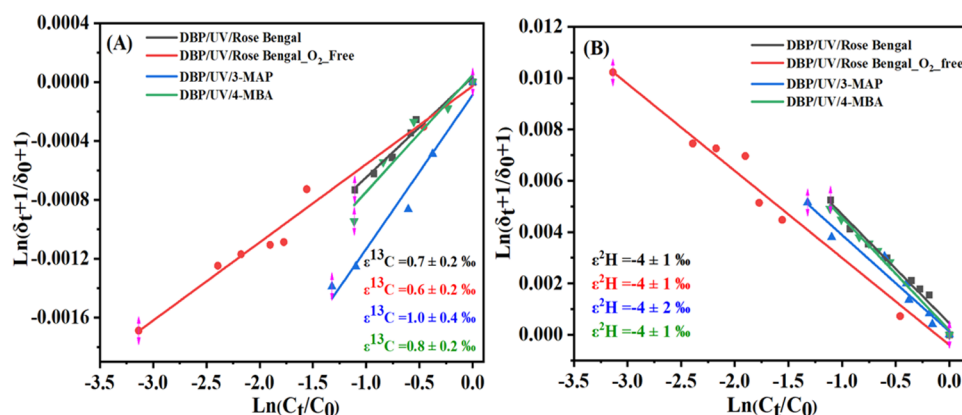 (A)
DBP/UV/Rose Bengal
DBP/UV/Rose Bengal_O₂_Free
DBP/UV/3-MAP
DBP/UV/4-MBA
Ln(δt+1/δ0+1)
0.0004
0.0000
-0.0004
-0.0008
-0.0012
-0.0016
ε¹³C =0.7 ± 0.2 ‰
ε¹³C =0.6 ± 0.2 ‰
ε¹³C =1.0 ± 0.4 ‰
ε¹³C =0.8 ± 0.2 ‰
-3.5 -3.0 -2.5 -2.0 -1.5 -1.0 -0.5 0.0
Ln(Ct/C0)
(B)
DBP/UV/Rose Bengal
DBP/UV/Rose Bengal_O₂_free
DBP/UV/3-MAP
DBP/UV/4-MBA
Ln(δt+1/δ0+1)
0.012
0.010
0.008
0.006
0.004
0.002
0.000
ε²H =-4 ± 1 ‰
ε²H =-4 ± 1 ‰
ε²H =-4 ± 2 ‰
ε²H =-4 ± 1 ‰
-3.5 -3.0 -2.5 -2.0 -1.5 -1.0 -0.5 0.0
Ln(Ct/C0)